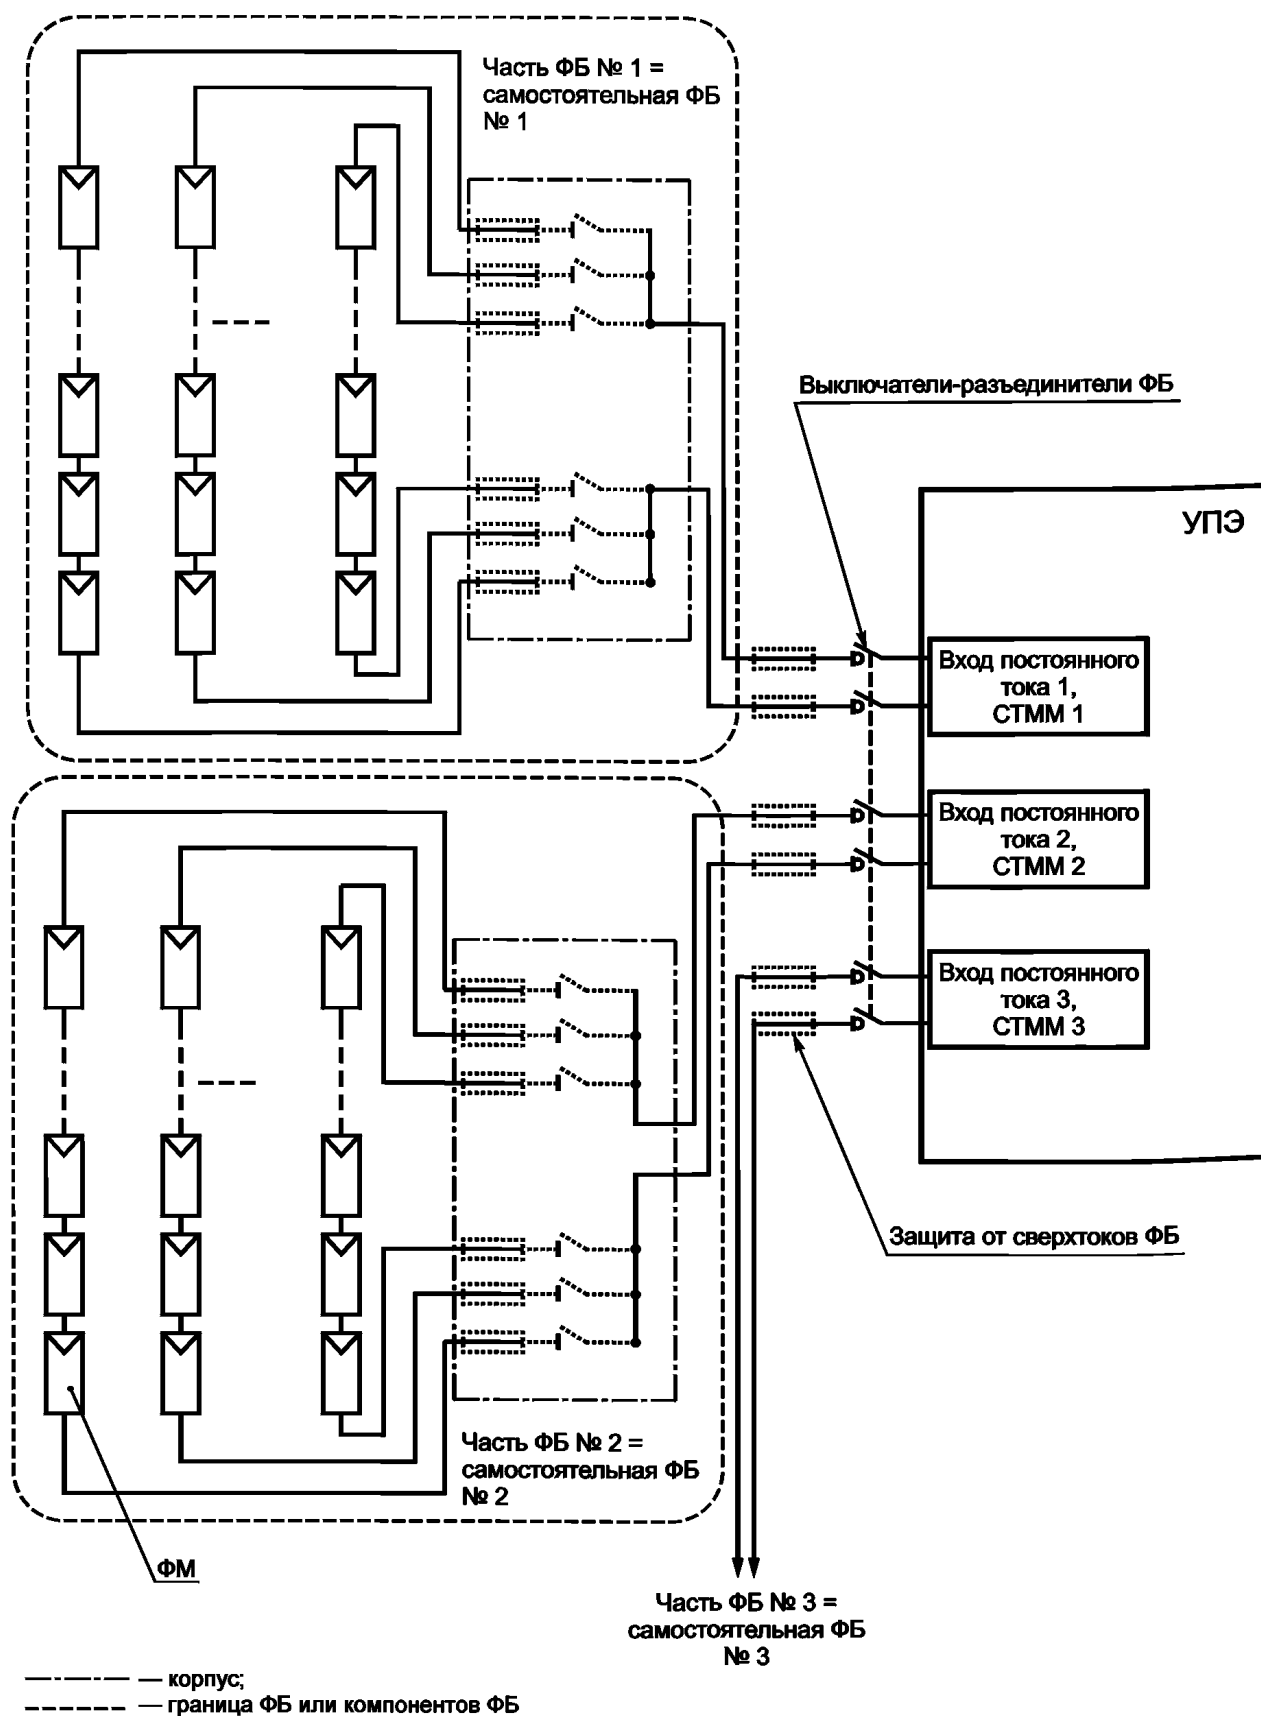 Часть ФБ № 1 =
самостоятельная ФБ
№ 1
Выключатели-разъединители ФБ
УПЭ
Вход постоянного
тока 1,
СТММ 1
Вход постоянного
тока 2,
СТММ 2
Вход постоянного
тока 3,
СТММ 3
Защита от сверхтоков ФБ
Часть ФБ № 2 =
самостоятельная ФБ
№ 2
ФМ
Часть ФБ № 3 =
самостоятельная ФБ
№ 3
— корпус;
— граница ФБ или компонентов ФБ